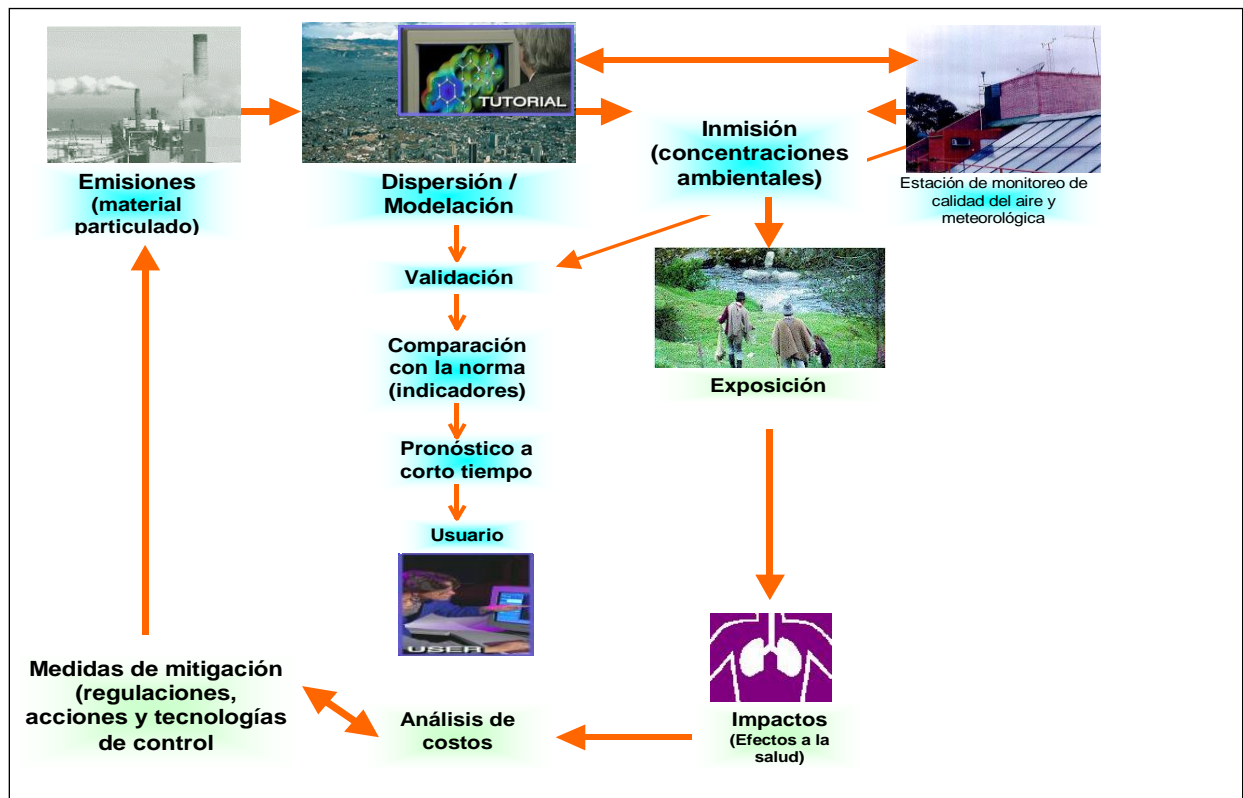 TUTORIAL
Emisiones
(material
particulado)
Dispersión /
Modelación
Inmisión
(concentraciones
ambientales)
Estación de monitoreo de
calidad del aire y
meteorológica
Validación
Comparación
con la norma
(indicadores)
Pronóstico a
corto tiempo
Usuario
USER
Exposición
Medidas de mitigación
(regulaciones,
acciones y tecnologías
de control
Análisis de
costos
Impactos
(Efectos a la
salud)